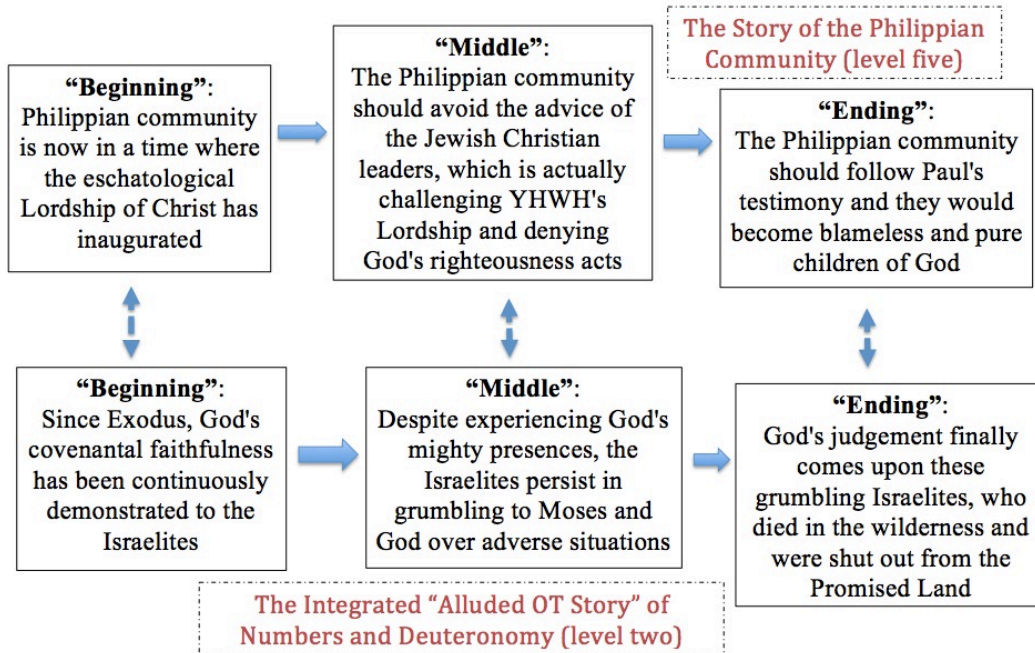 The Story of the Philippian
Community (level five)
“Beginning”:
Philippian community
is now in a time where
the eschatological
Lordship of Christ has
inaugurated
“Middle”:
The Philippian community
should avoid the advice of
the Jewish Christian
leaders, which is actually
challenging YHWH's
Lordship and denying
God's righteousness acts
“Ending”:
The Philippian community
should follow Paul's
testimony and they would
become blameless and pure
children of God
“Beginning”:
Since Exodus, God's
covenantal faithfulness
has been continuously
demonstrated to the
Israelites
“Middle”:
Despite experiencing God's
mighty presences, the
Israelites persist in
grumbling to Moses and
God over adverse situations
“Ending”:
God's judgement finally
comes upon these
grumbling Israelites, who
died in the wilderness and
were shut out from the
Promised Land
The Integrated “Alluded OT Story” of
Numbers and Deuteronomy (level two)